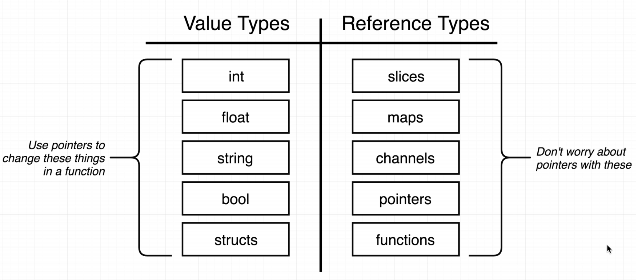 Value Types
Reference Types
int
float
string
bool
structs
slices
maps
channels
pointers
functions
Use pointers to
change these things
in a function
Don't worry about
pointers with these